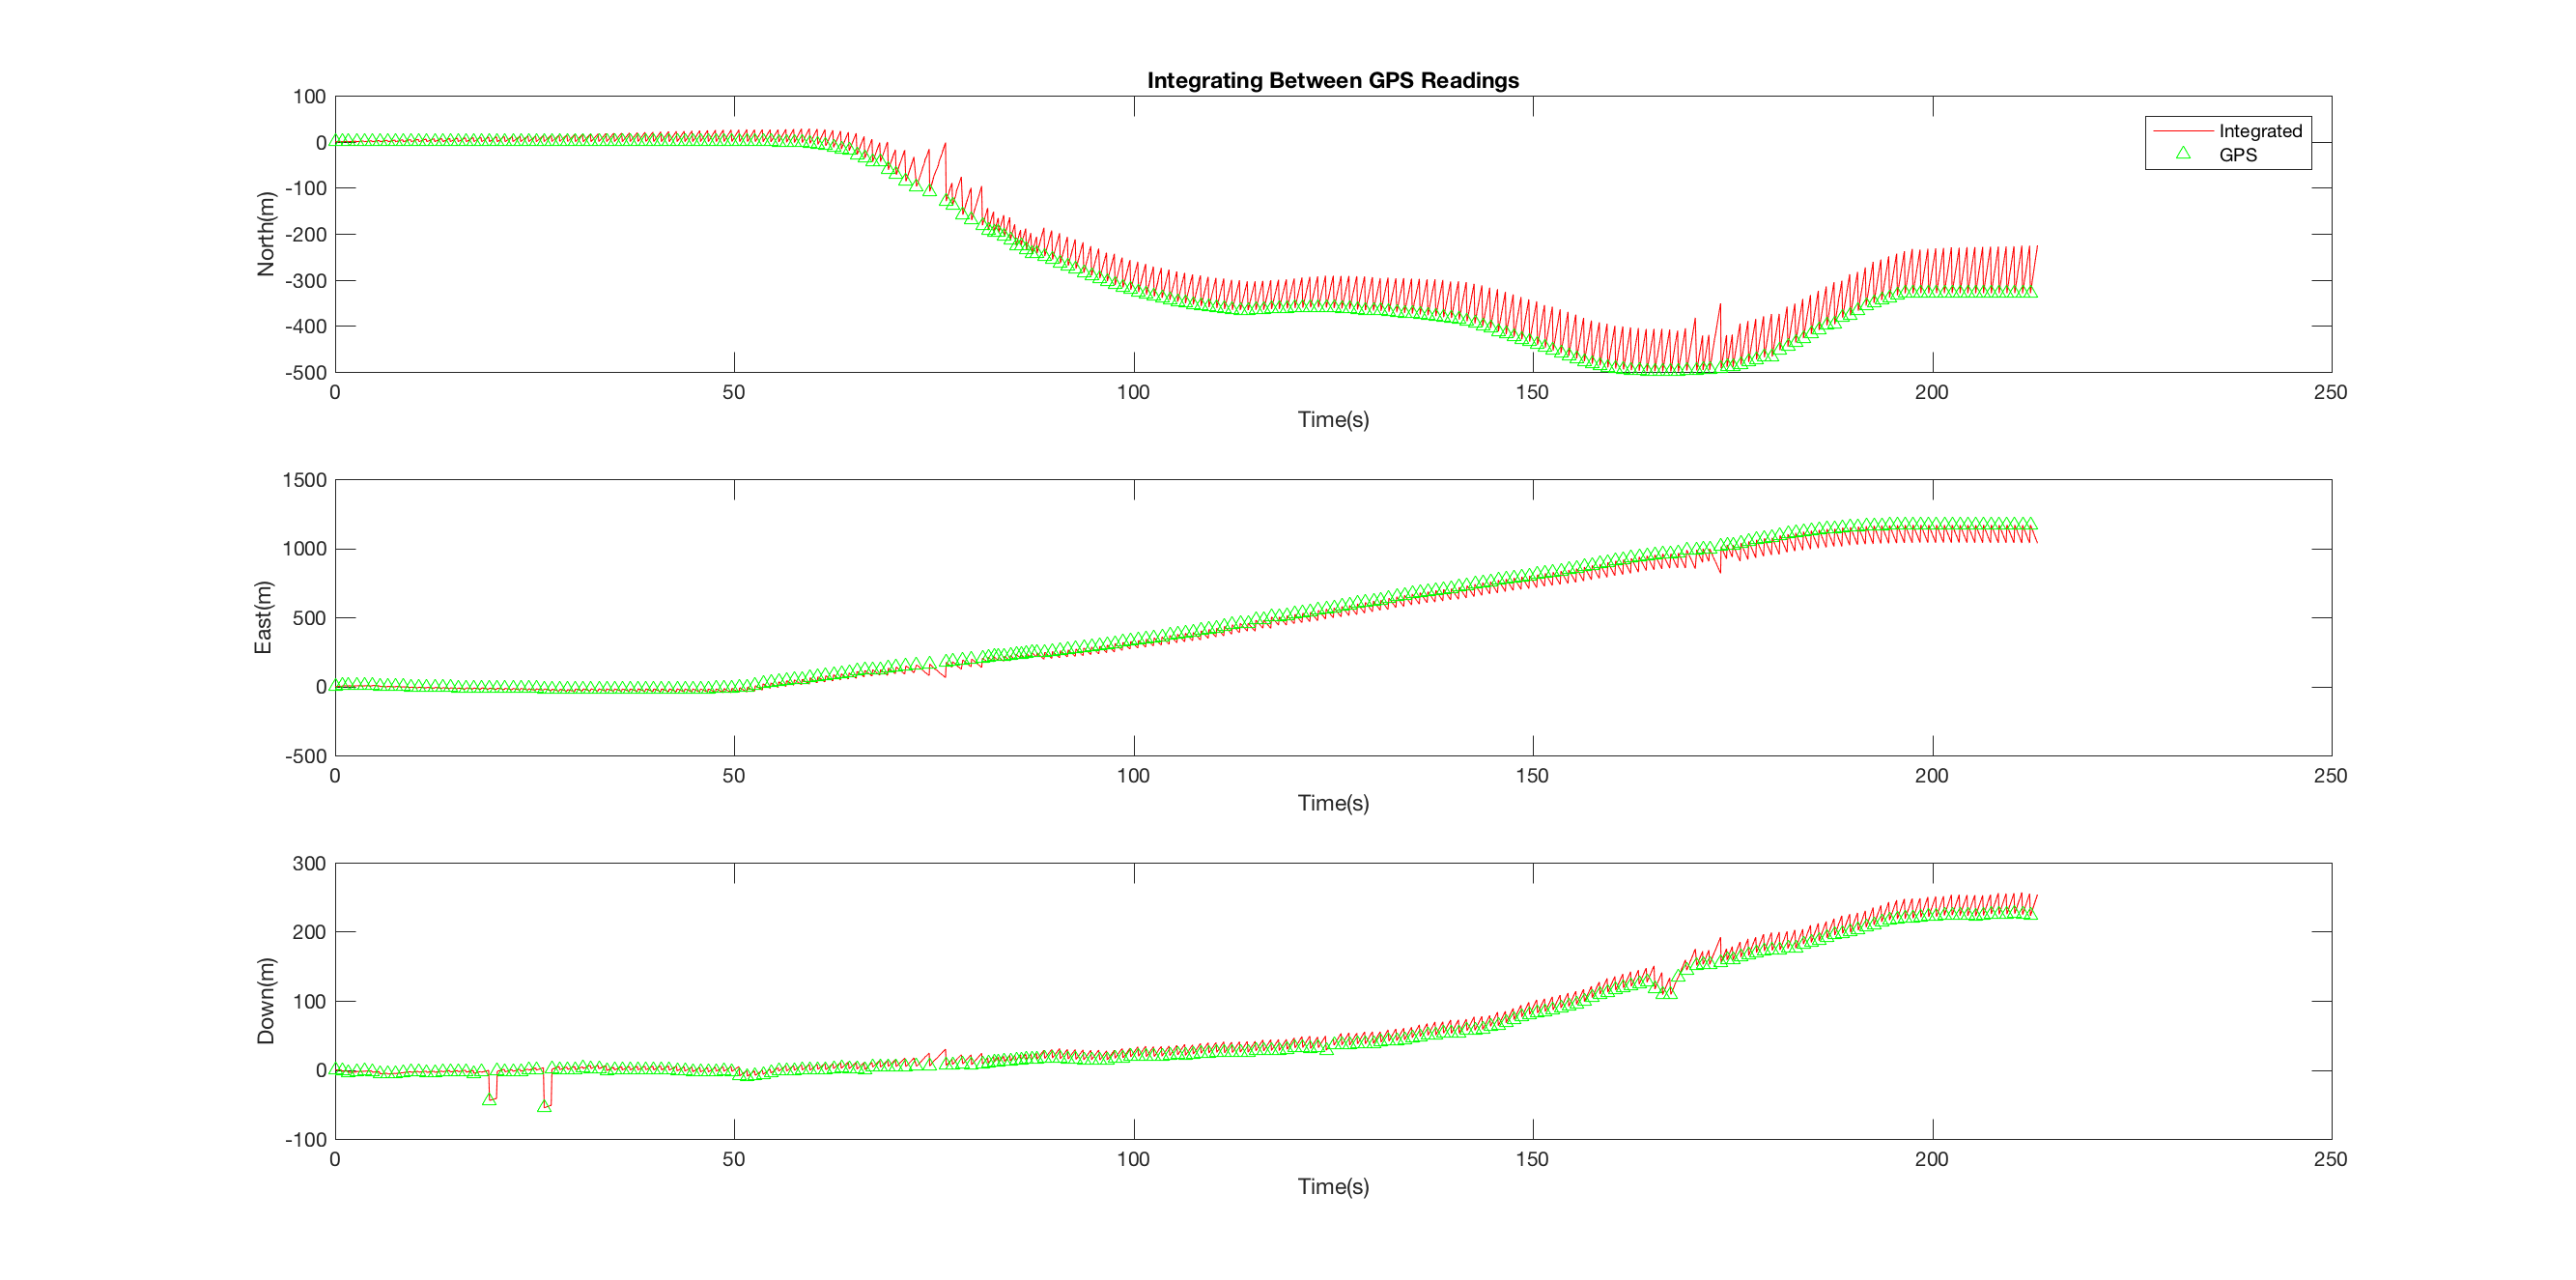 Integrating Between GPS Readings
100
0
-100
-200
-300
-400
-500
North(m)
0 50 100 150 200 250
Time(s)
Integrated
GPS
1500
1000
500
0
-500
East(m)
0 50 100 150 200 250
Time(s)
300
200
100
0
-100
Down(m)
0 50 100 150 200 250
Time(s)